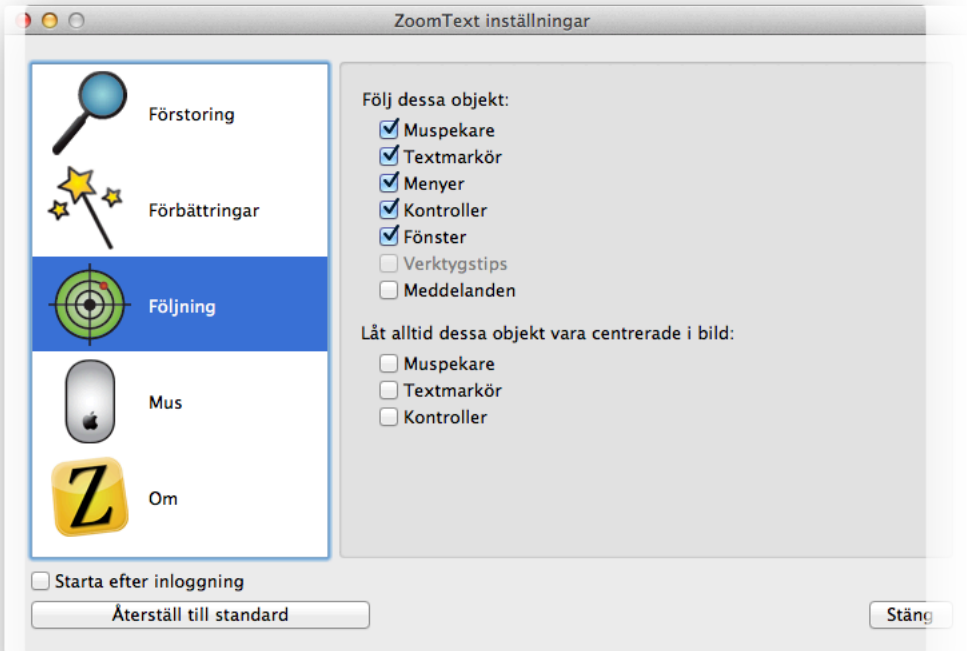 ZoomText inställningar
Förstoring
Förbättringar
Följning
Mus
Z
Om
Följ dessa objekt:
Muspekare
Textmarkör
Menyer
Kontroller
Fönster
Verktygstips
Meddelanden
Låt alltid dessa objekt vara centrerade i bild:
Muspekare
Textmarkör
Kontroller
Starta efter inloggning
Återställ till standard
Stäng